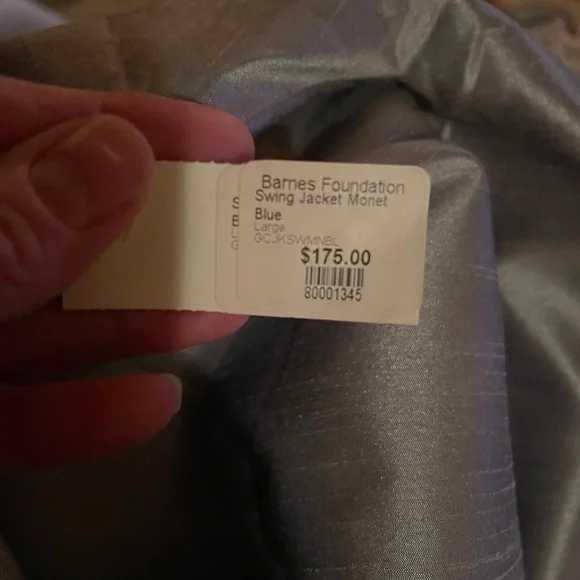 Barnes Foundation
Swing Jacket Monet
Blue
Large
GCJKSWMNBL
$175.00
80001345
S
B
L
G